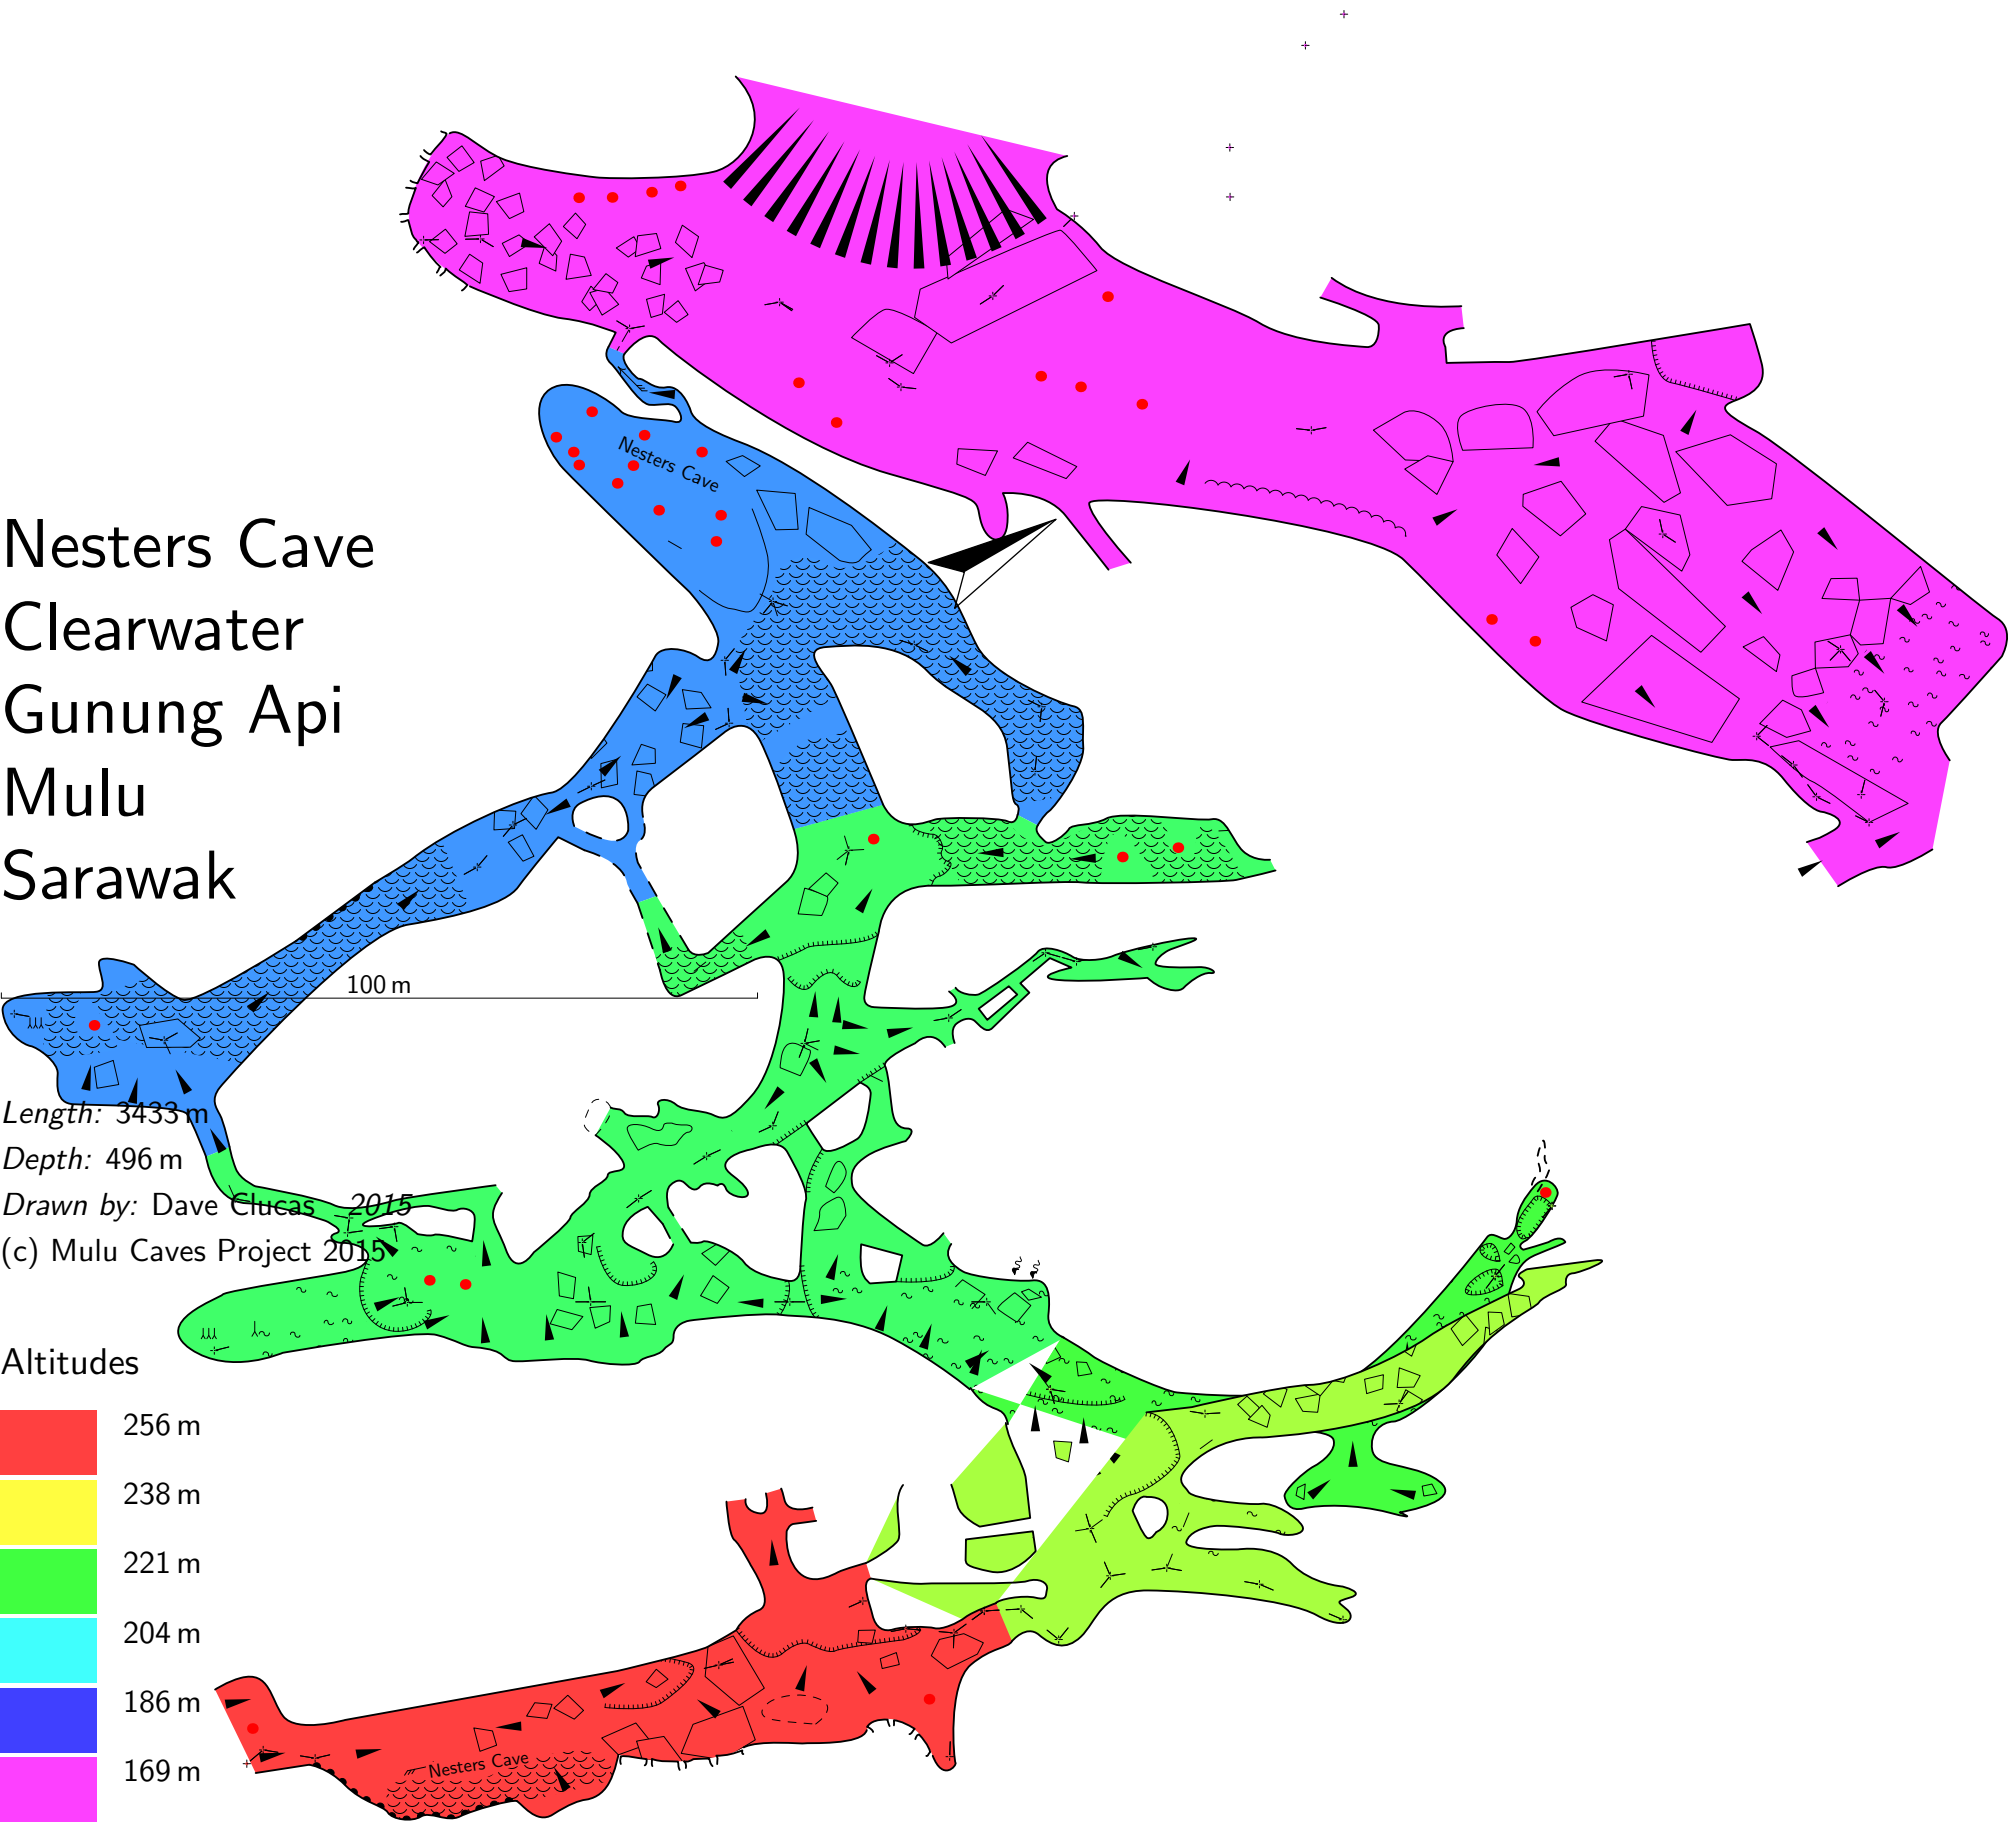 Nesters Cave
Nesters Cave
Clearwater
Gunung Api
Mulu
Sarawak
100 m
Length: 3433 m
Depth: 496 m
Drawn by: Dave Clucas 2015
(c) Mulu Caves Project 2015
Altitudes
256 m
238 m
221 m
204 m
186 m
169 m
Nesters Cave